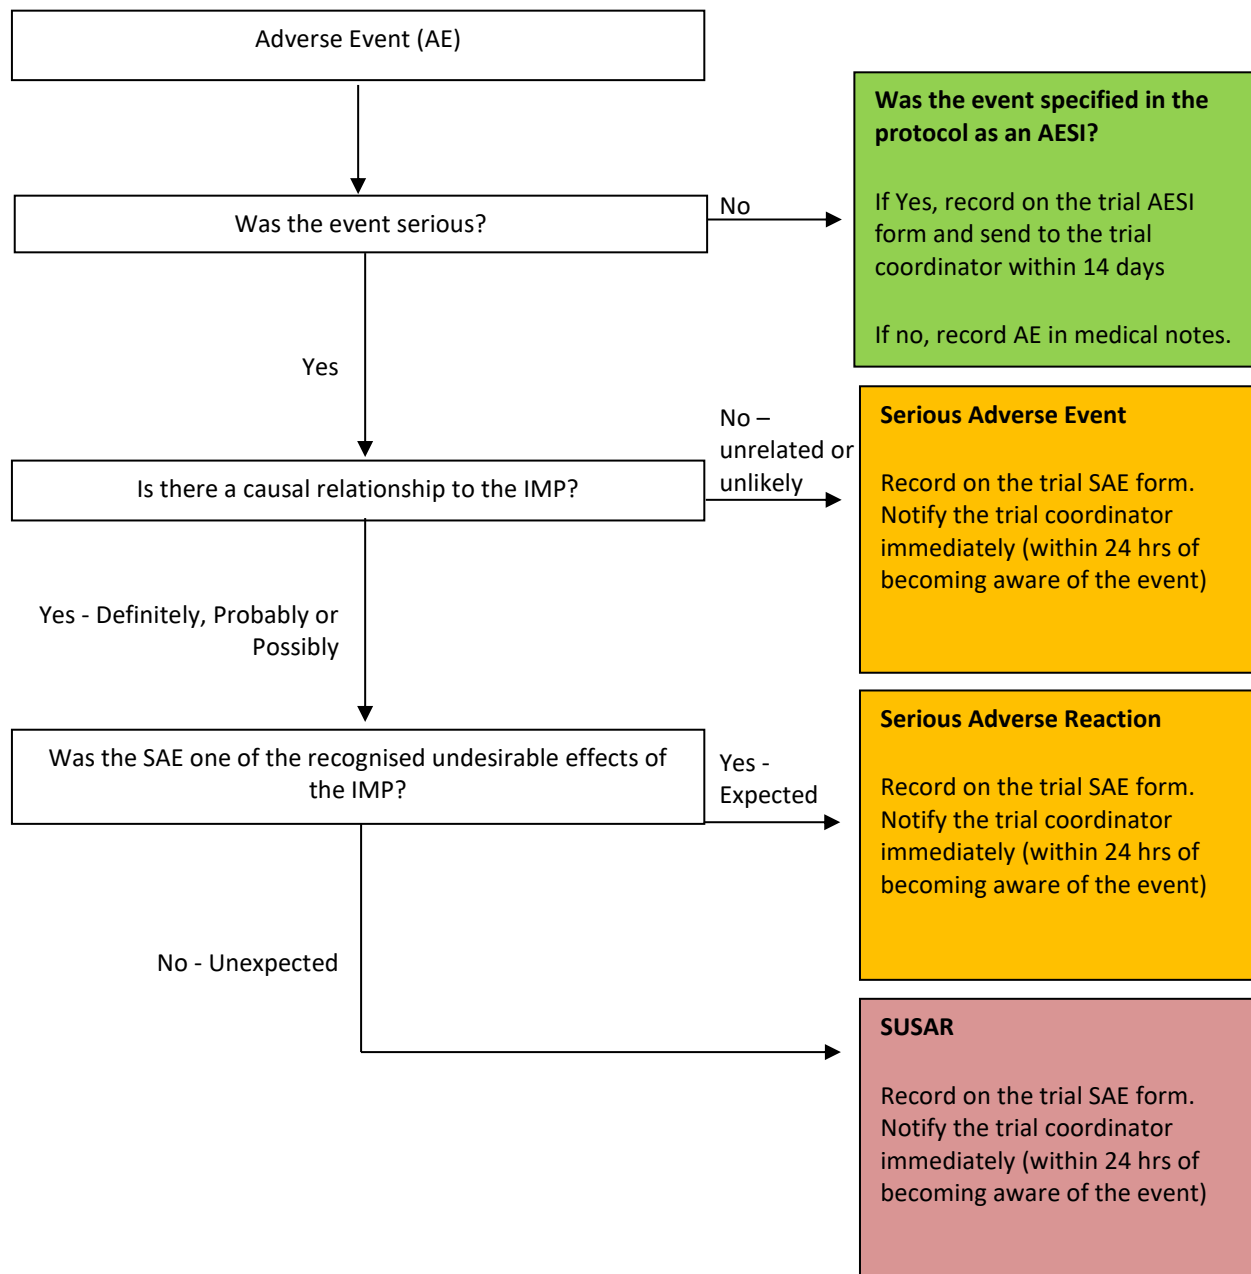 Adverse Event (AE)
Was the event specified in the
protocol as an AESI?
If Yes, record on the trial AESI
form and send to the trial
coordinator within 14 days
If no, record AE in medical notes.
Was the event serious?
No
Yes
Is there a causal relationship to the IMP?
No –
unrelated or
unlikely
Serious Adverse Event
Record on the trial SAE form.
Notify the trial coordinator
immediately (within 24 hrs of
becoming aware of the event)
Yes - Definitely, Probably or
Possibly
Was the SAE one of the recognised undesirable effects of
the IMP?
Yes -
Expected
Serious Adverse Reaction
Record on the trial SAE form.
Notify the trial coordinator
immediately (within 24 hrs of
becoming aware of the event)
No - Unexpected
SUSAR
Record on the trial SAE form.
Notify the trial coordinator
immediately (within 24 hrs of
becoming aware of the event)